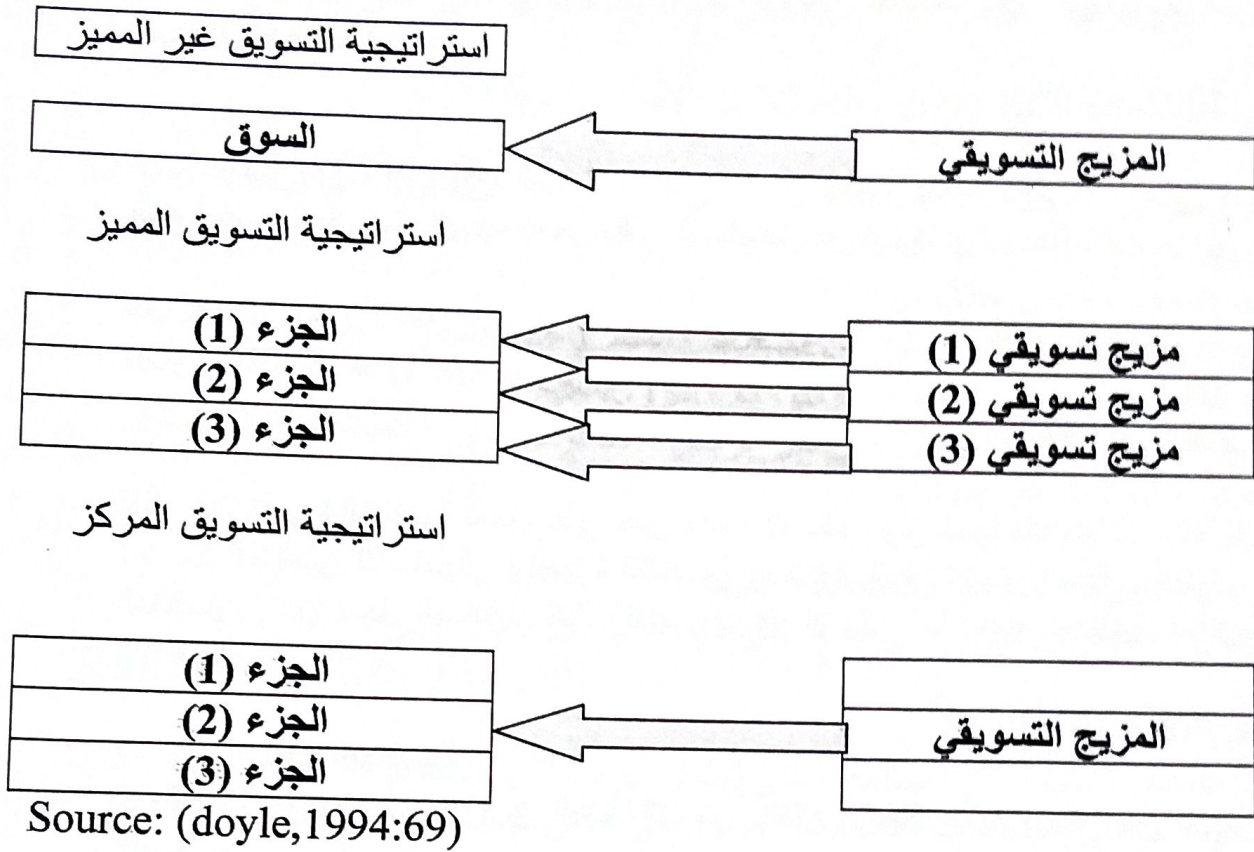 استراتيجية التسويق غير المميز
المزيج التسويقي
السوق
استراتيجية التسويق المميز
مزيج تسويقي (1)
الجزء (1)
مزيج تسويقي (2)
الجزء (2)
مزيج تسويقي (3)
الجزء (3)
استراتيجية التسويق المركز
الجزء (1)
المزيج التسويقي
الجزء (2)
الجزء (3)
Source: (doyle,1994:69)